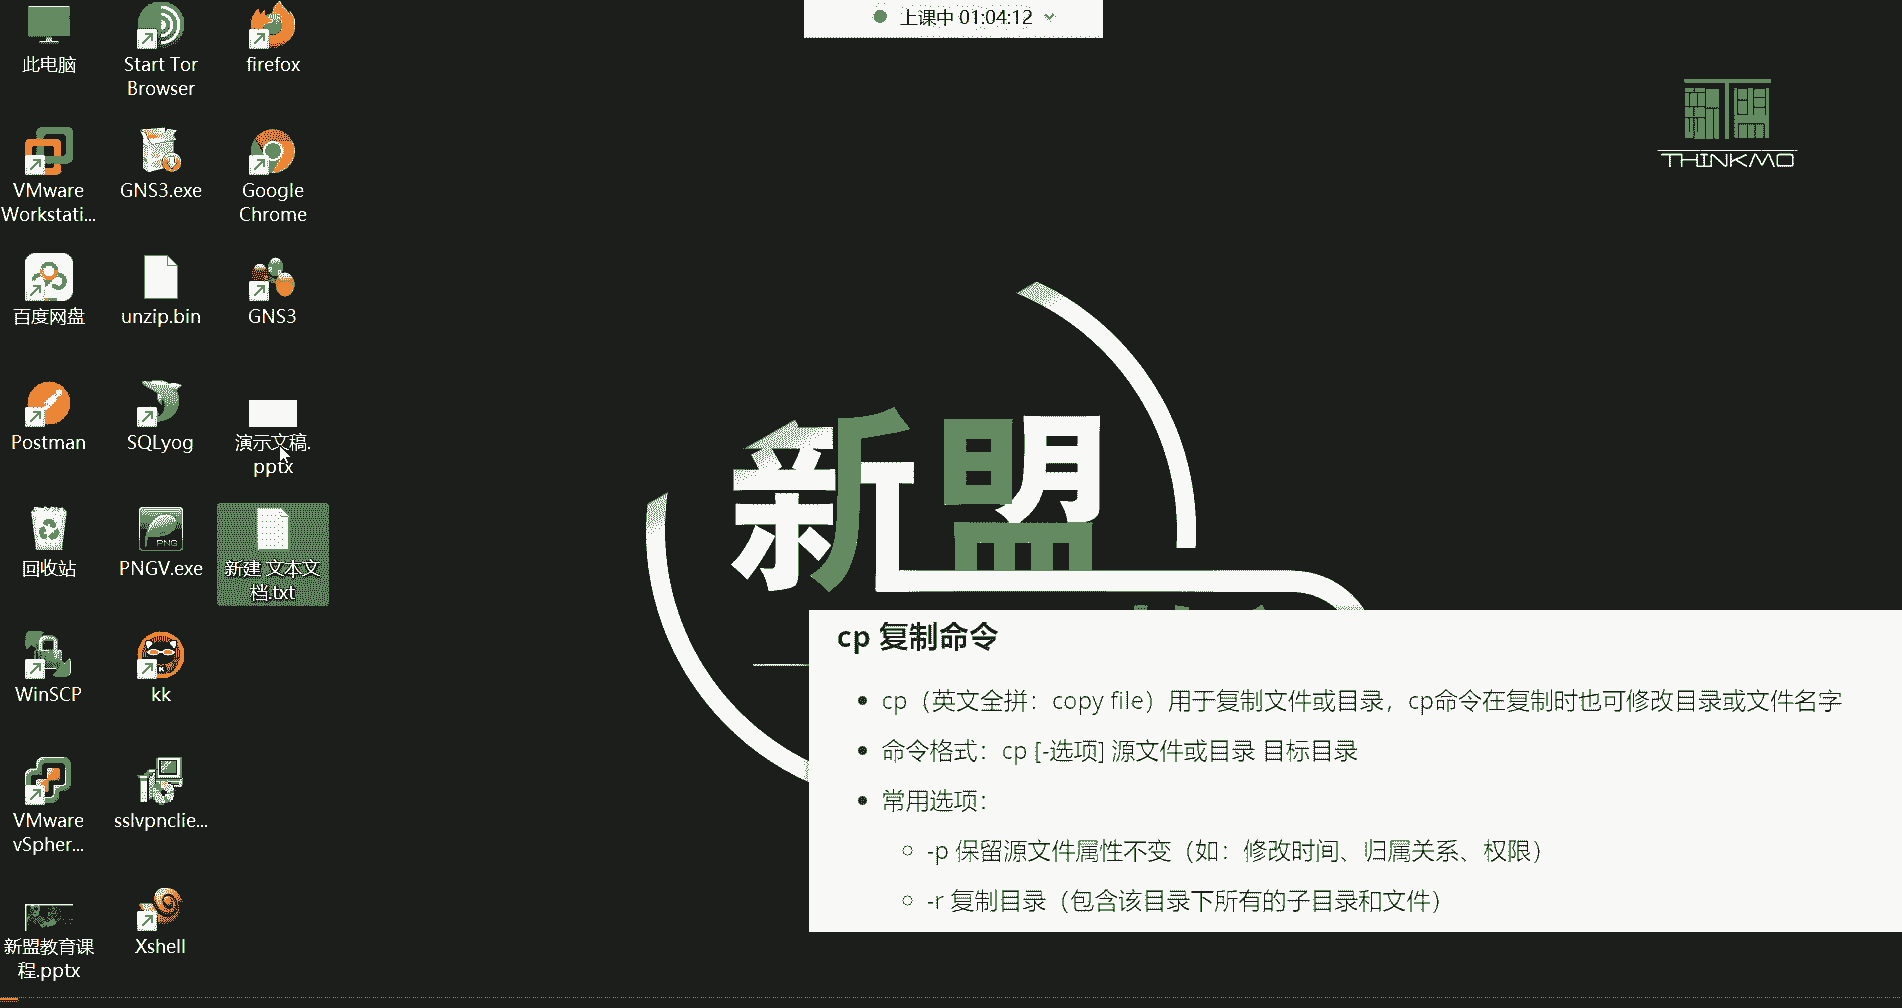 上课中 01:04:12
此电脑
Start Tor
Browser
firefox
THINKMO
VMware
Workstati...
GNS3.exe
Google
Chrome
百度网盘
unzip.bin
GNS3
Postman
SQLyog
演示文稿.
pptx
新盟
回收站
PNG
PNGV.exe
新建 文本文
档.txt
WinSCP
kk
VMware
vSpher...
sslvpnclie...
新盟教育课
程.pptx
Xshell
cp 复制命令
• cp（英文全拼：copy file）用于复制文件或目录，cp命令在复制时也可修改目录或文件名字
• 命令格式：cp [-选项] 源文件或目录 目标目录
• 常用选项：
○ -p 保留源文件属性不变（如：修改时间、归属关系、权限）
○ -r 复制目录（包含该目录下所有的子目录和文件）